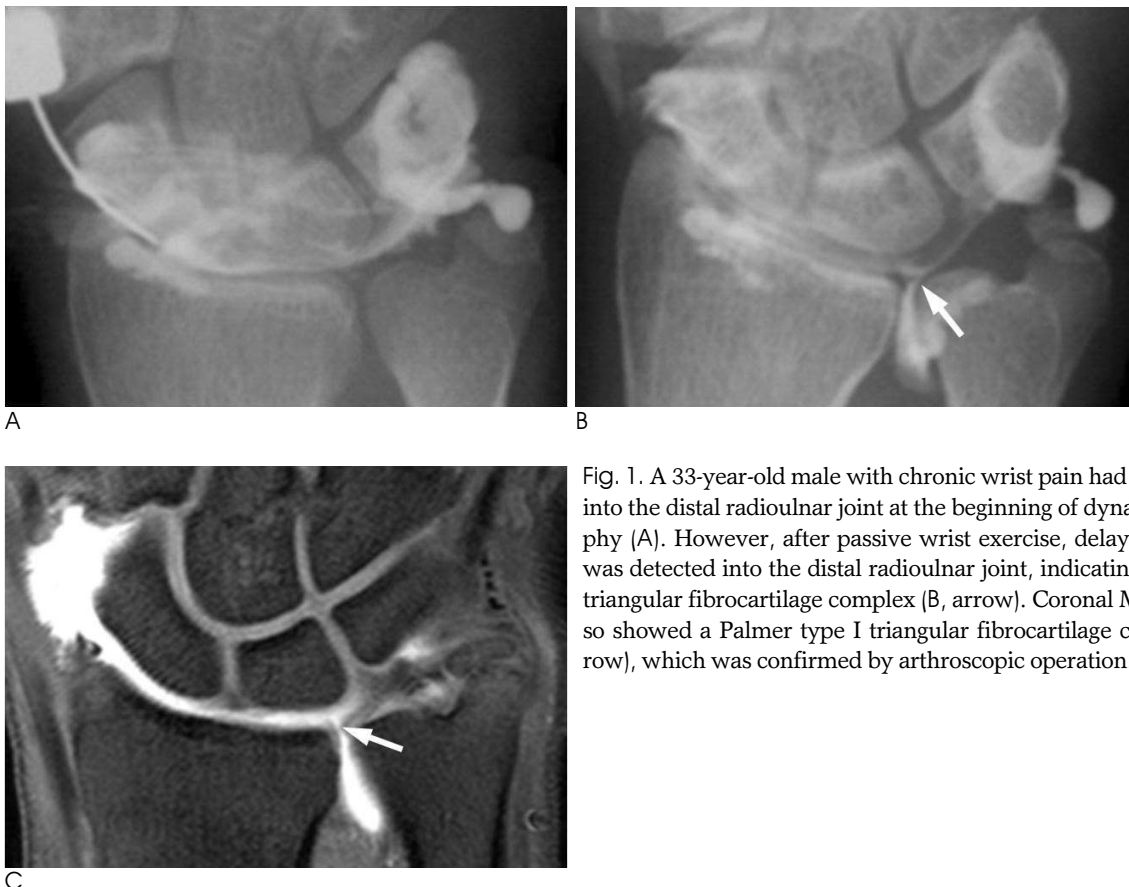 A
B
C
Fig. 1. A 33-year-old male with chronic wrist pain had
into the distal radioulnar joint at the beginning of dyna
phy (A). However, after passive wrist exercise, delay
was detected into the distal radioulnar joint, indicatin
triangular fibrocartilage complex (B, arrow). Coronal M
so showed a Palmer type I triangular fibrocartilage c
row), which was confirmed by arthroscopic operation